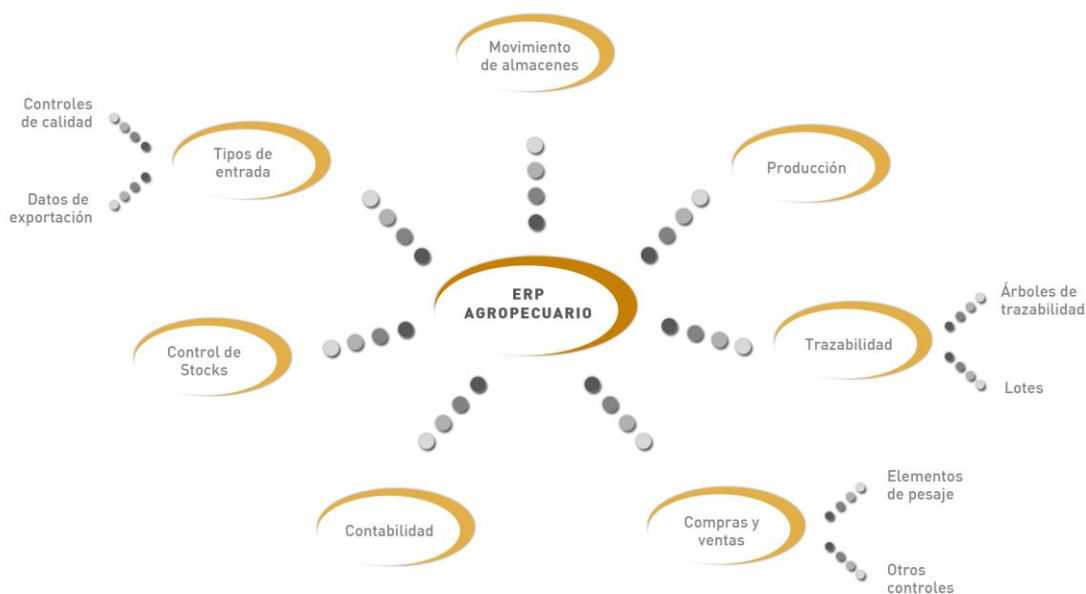 Movimiento
de almacenes
Controles
de calidad
Tipos de
entrada
Datos de
exportación
Producción
ERP
AGROPECUARIO
Árboles de
trazabilidad
Trazabilidad
Lotes
Control de
Stocks
Contabilidad
Compras y
ventas
Elementos
de pesaje
Otros
controles